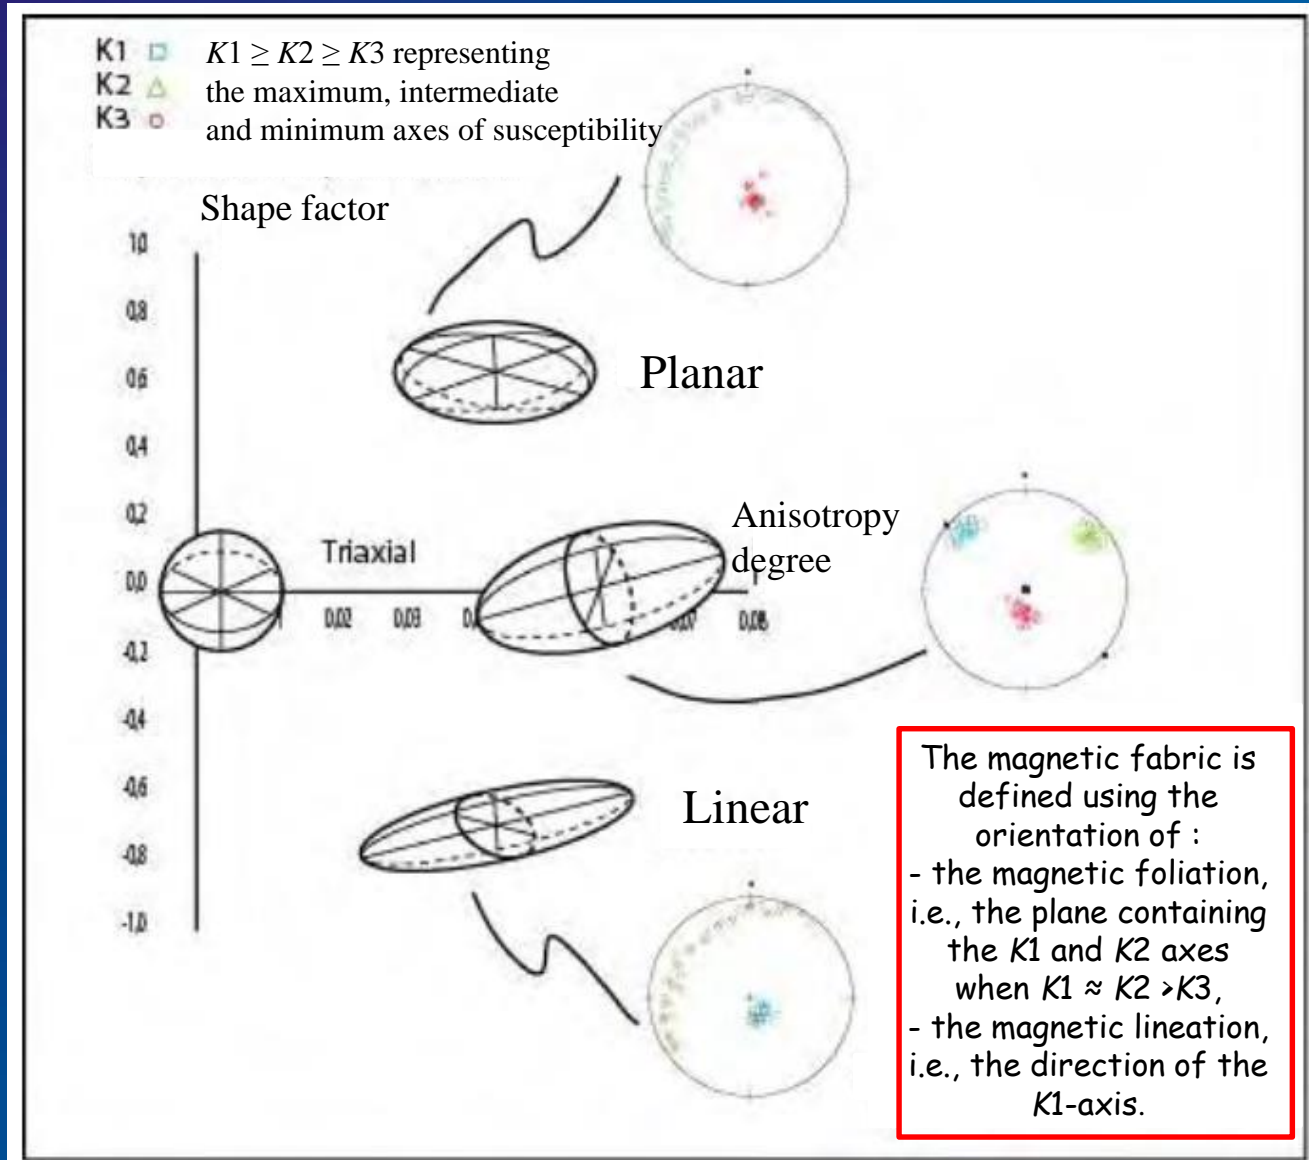 K1
K2
K3
K1 ≥ K2 ≥ K3 representing
the maximum, intermediate
and minimum axes of susceptibility
Shape factor
1,0
0,8
0,6
0,4
0,2
0,0
-0,2
-0,4
-0,6
-0,8
-1,0
Planar
Triaxial
Anisotropy
degree
0,02 0,03 0,07 0,08
Linear
The magnetic fabric is
defined using the
orientation of :
- the magnetic foliation,
i.e., the plane containing
the K1 and K2 axes
when K1 ≈ K2 >K3,
- the magnetic lineation,
i.e., the direction of the
K1-axis.